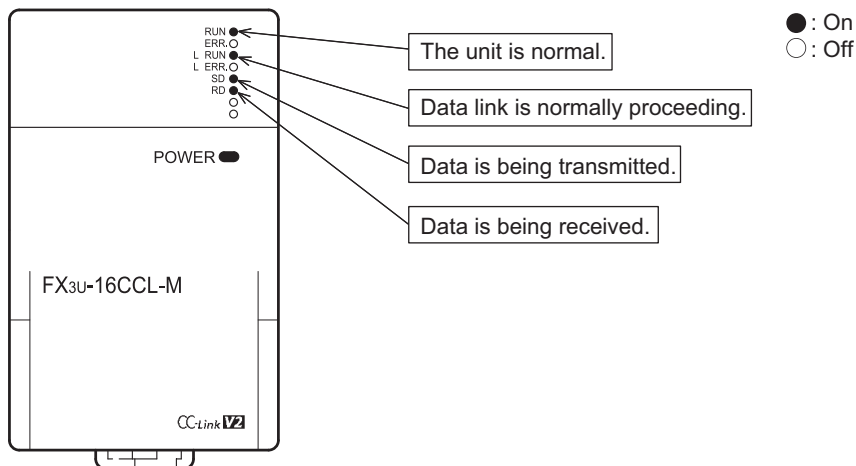 RUN
ERR.
L RUN
L ERR.
SD
RD
The unit is normal.
Data link is normally proceeding.
Data is being transmitted.
Data is being received.
: On
: Off
POWER
FX3U-16CCL-M
CC-Link V2